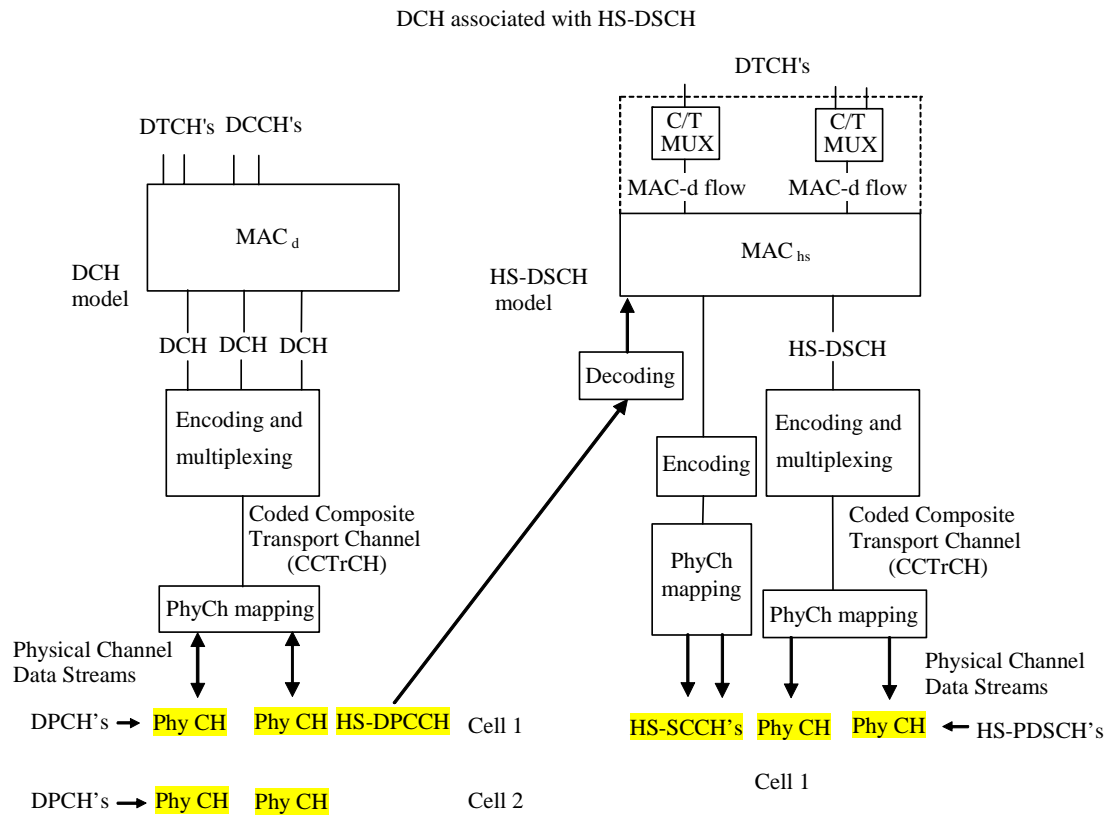 DCH associated with HS-DSCH
DTCH's DCCH's
MAC d
DCH
model
DCH DCH DCH
Encoding and
multiplexing
Coded Composite
Transport Channel
(CCTrCH)
PhyCh mapping
Physical Channel
Data Streams
DPCH’s Phy CH Phy CH HS-DPCCH Cell 1
DPCH’s Phy CH Phy CH Cell 2
DTCH's
C/T
MUX
C/T
MUX
MAC-d flow MAC-d flow
MAC hs
HS-DSCH
model
Decoding
HS-DSCH
Encoding
Encoding and
multiplexing
PhyCh
mapping
Coded Composite
Transport Channel
(CCTrCH)
PhyCh mapping
Physical Channel
Data Streams
HS-SCCH’s Phy CH Phy CH HS-PDSCH’s
Cell 1